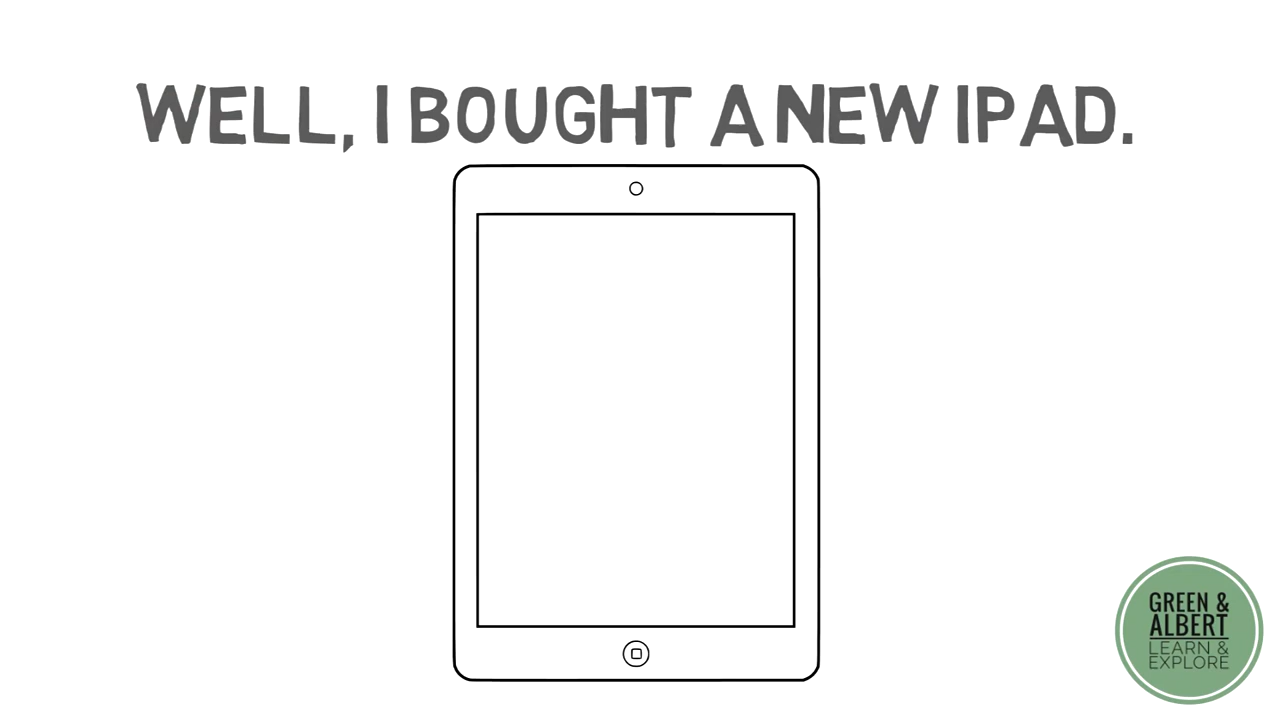 WELL, I BOUGHT A NEW IPAD.
GREEN &
ALBERT
LEARN &
EXPLORE